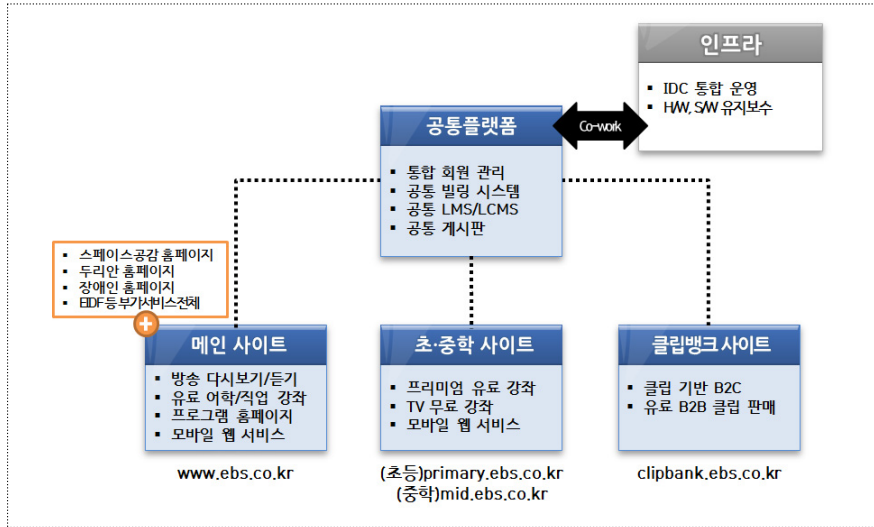 인프라
▪ IDC 통합 운영
▪ H/W, S/W 유지보수
Co-work
공통플랫폼
▪ 통합 회원 관리
▪ 공통 빌링 시스템
▪ 공통 LMS/LCMS
▪ 공통 게시판
▪ 스페이스공감 홈페이지
▪ 두리안 홈페이지
▪ 장애인 홈페이지
▪ EIDF등 부가서비스전체
메인 사이트
▪ 방송 다시보기/듣기
▪ 유료 어학/직업 강좌
▪ 프로그램 홈페이지
▪ 모바일 웹 서비스
www.ebs.co.kr
초·중학 사이트
▪ 프리미엄 유료 강좌
▪ TV 무료 강좌
▪ 모바일 웹 서비스
(초등)primary.ebs.co.kr
(중학)mid.ebs.co.kr
클립뱅크 사이트
▪ 클립 기반 B2C
▪ 유료 B2B 클립 판매
clipbank.ebs.co.kr